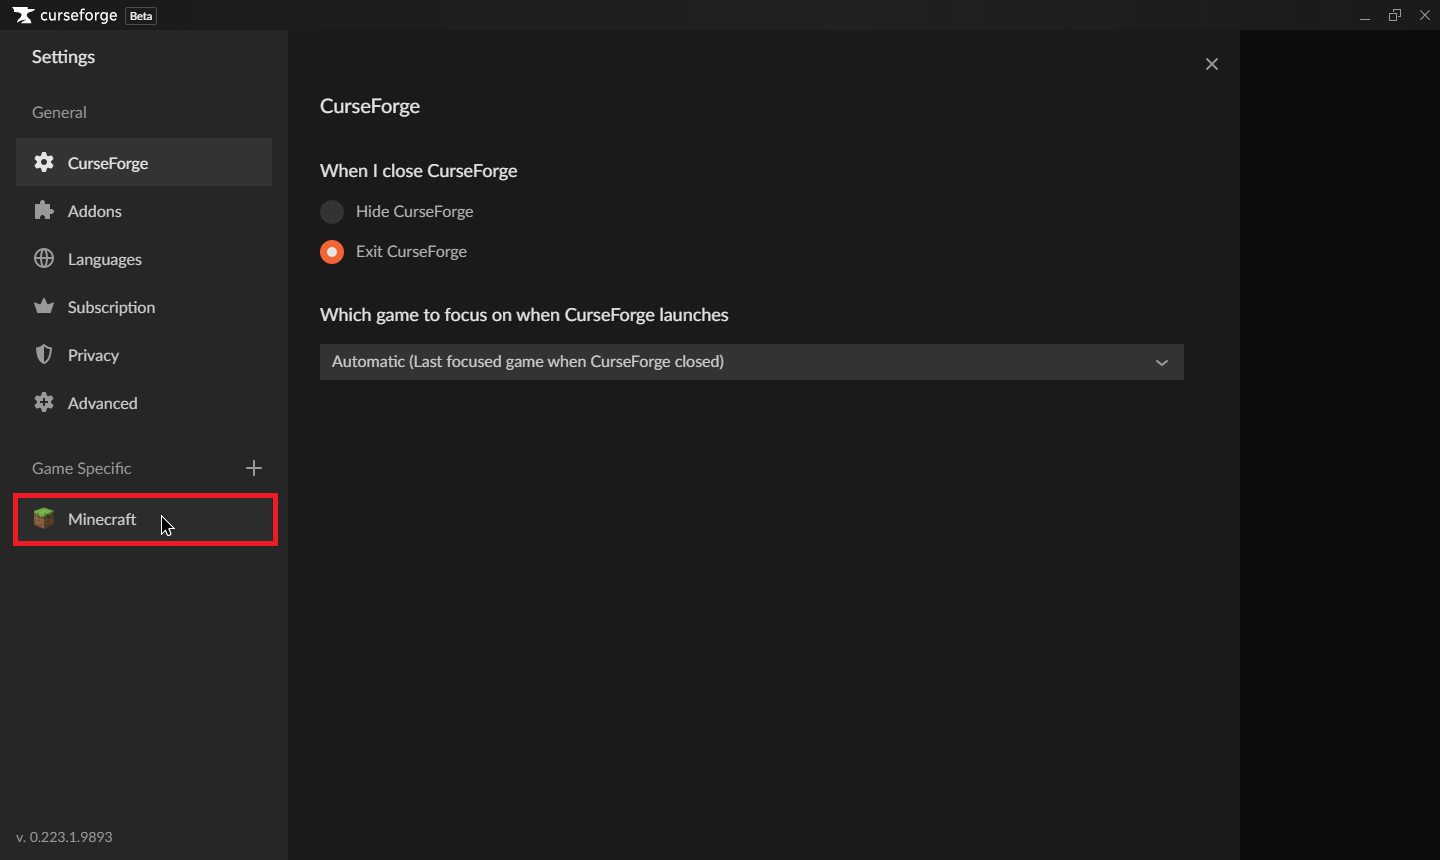 curseforge Beta
Settings
General
CurseForge
Addons
Languages
Subscription
Privacy
Advanced
Game Specific
Minecraft
v. 0.223.1.9893
CurseForge
When I close CurseForge
Hide CurseForge
Exit CurseForge
Which game to focus on when CurseForge launches
Automatic (Last focused game when CurseForge closed)